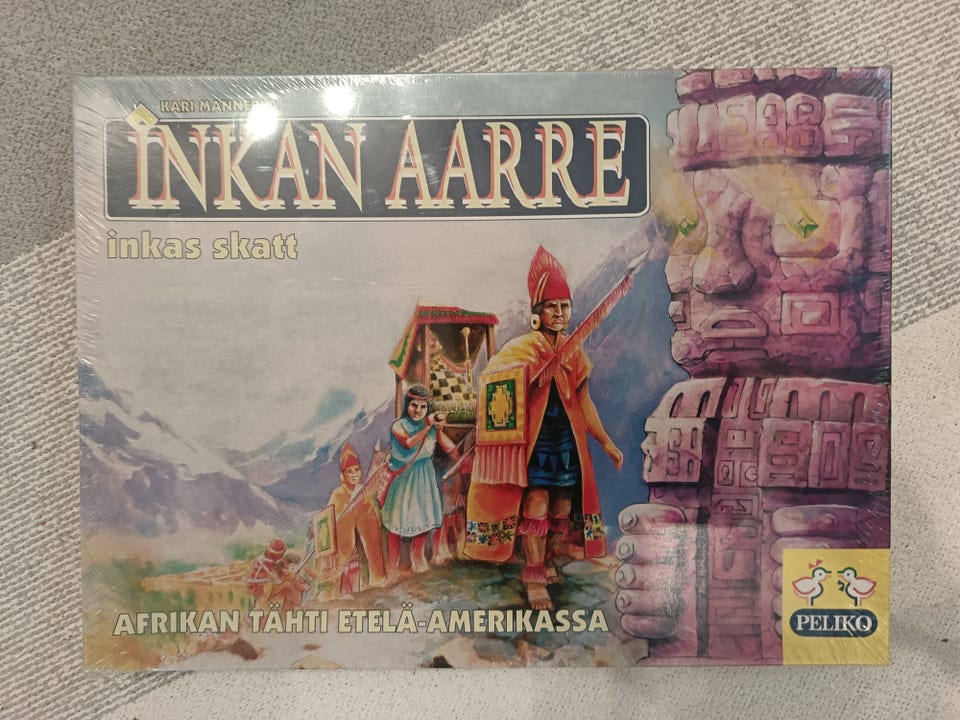 KARI MANNERLA
INKAN AARRE
inkas skatt
AFRIKAN TÄHTI ETELÄ-AMERIKASSA
PELIKO